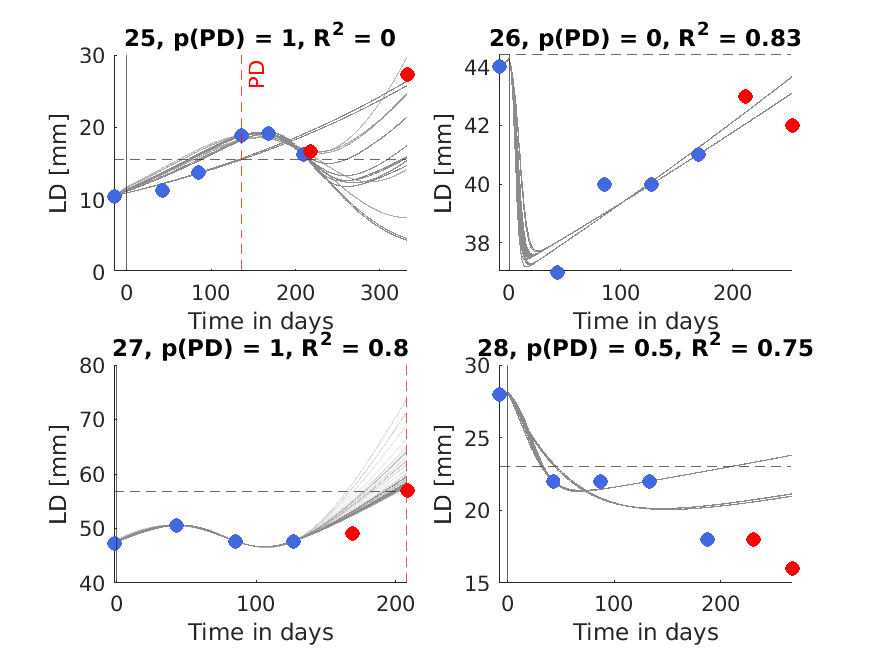 25, p(PD) = 1, R² = 0
30
20
10
0
LD [mm]
PD
0 100 200 300
Time in days
26, p(PD) = 0, R² = 0.83
44
42
40
38
LD [mm]
0 100 200
Time in days
27, p(PD) = 1, R² = 0.8
80
70
60
50
40
LD [mm]
0 100 200
Time in days
28, p(PD) = 0.5, R² = 0.75
30
25
20
15
LD [mm]
0 100 200
Time in days